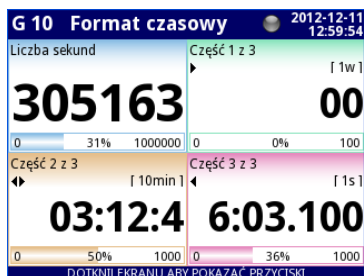 G 10 Format czasowy 2012-12-11
12:59:54
Liczba sekund
305163
0 31% 1000000
Część 1 z 3
[ 1w ]
00
0 0% 100
Część 2 z 3
[ 10min ]
03:12:4
0 50% 1000
Część 3 z 3
[ 1s ]
6:03.100
0 36% 1000
DOTKNIJ EKRANU ABY POKAZAĆ PRZYCISKI